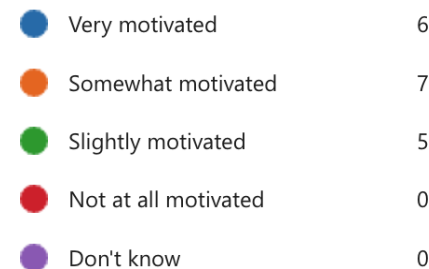 Very motivated 6
Somewhat motivated 7
Slightly motivated 5
Not at all motivated 0
Don't know 0